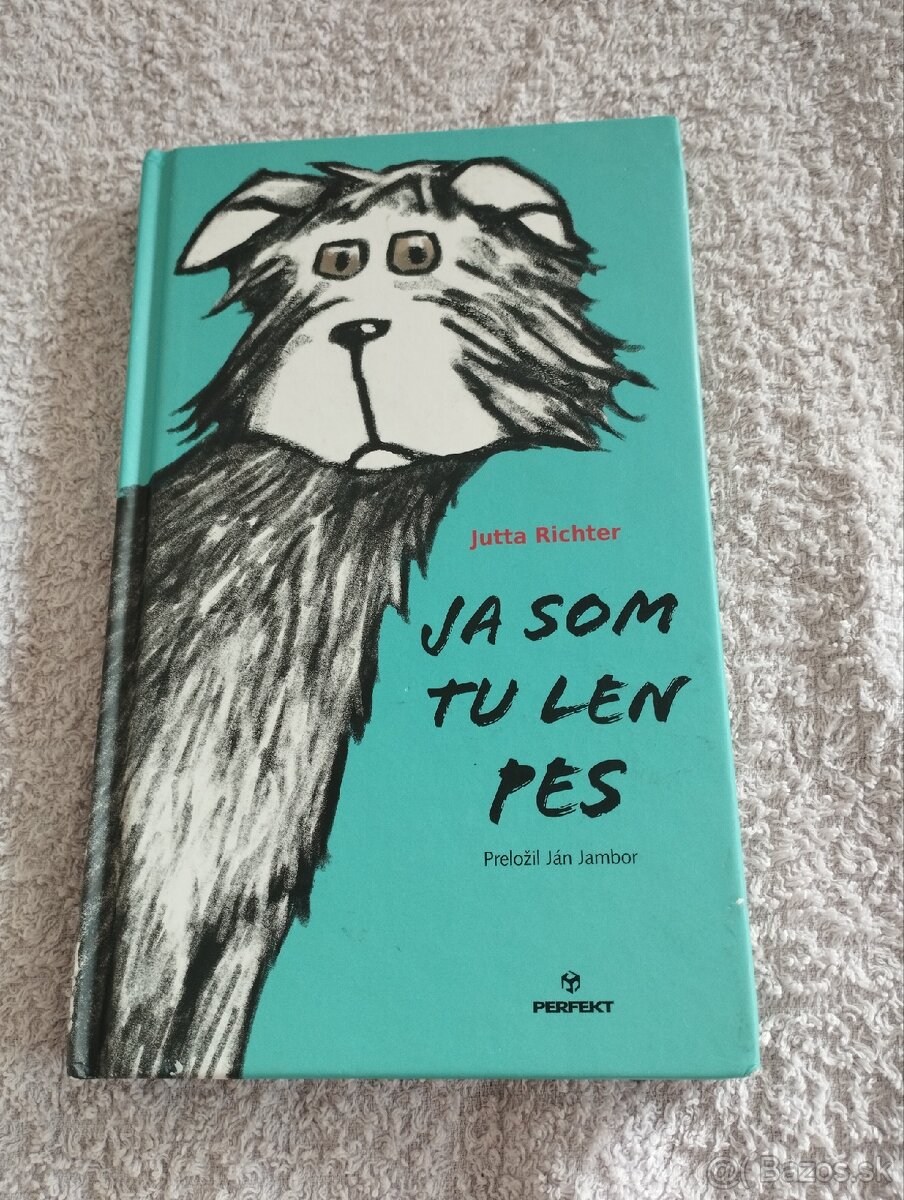 Jutta Richter
JA SOM
TU LEN
PES
Preložil Ján Jambor
PERFEKT
@ Bazos.sk